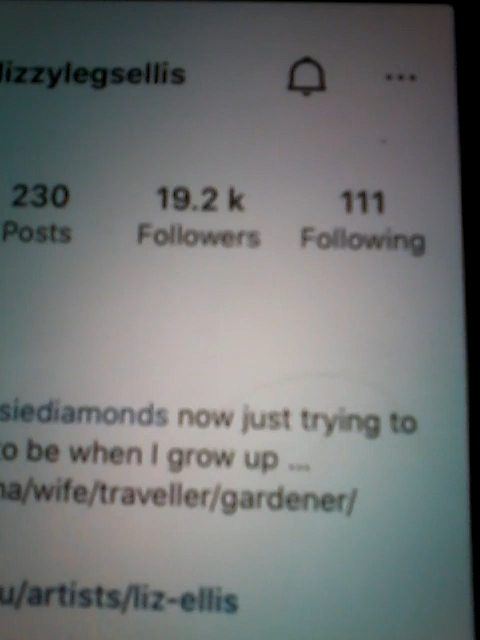 lizzylegsellis ...
230 19.2 k 111
Posts Followers Following
siediamonds now just trying to
o be when I grow up ...
na/wife/traveller/gardener/
u/artists/liz-ellis